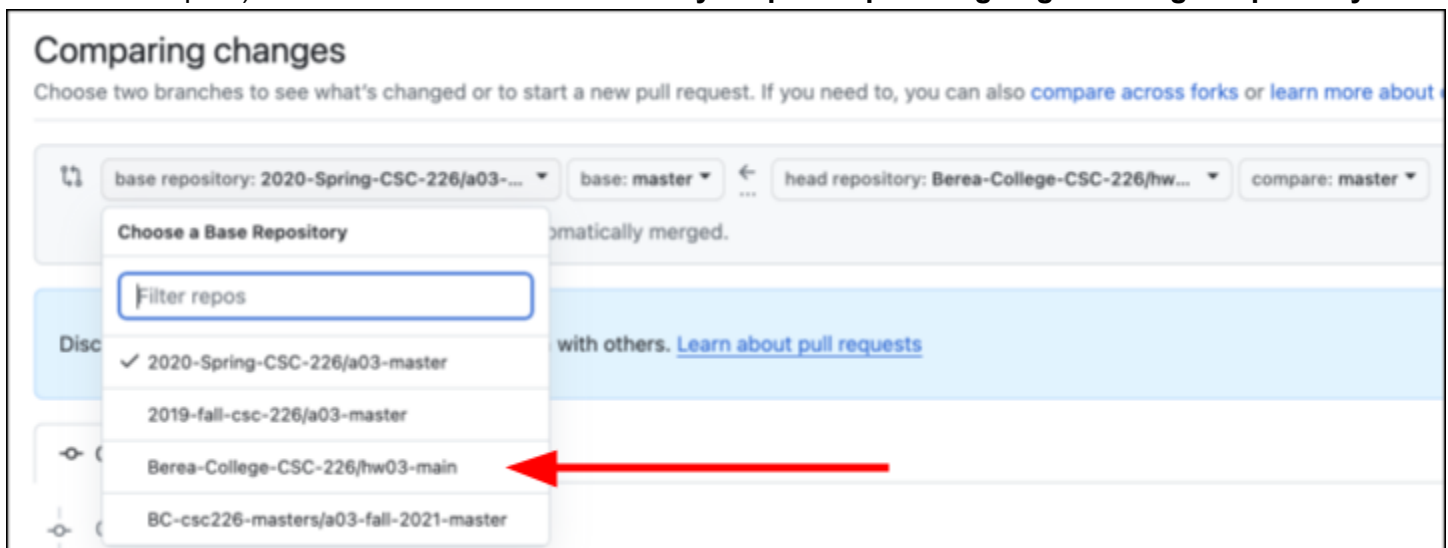 Comparing changes
Choose two branches to see what's changed or to start a new pull request. If you need to, you can also compare across forks or learn more about
base repository: 2020-Spring-CSC-226/a03-... base: master ← head repository: Berea-College-CSC-226/hw... compare: master
Choose a Base Repository
omatically merged.
Filter repos
Disc with others. Learn about pull requests
✓ 2020-Spring-CSC-226/a03-master
2019-fall-csc-226/a03-master
Berea-College-CSC-226/hw03-main
BC-csc226-masters/a03-fall-2021-master